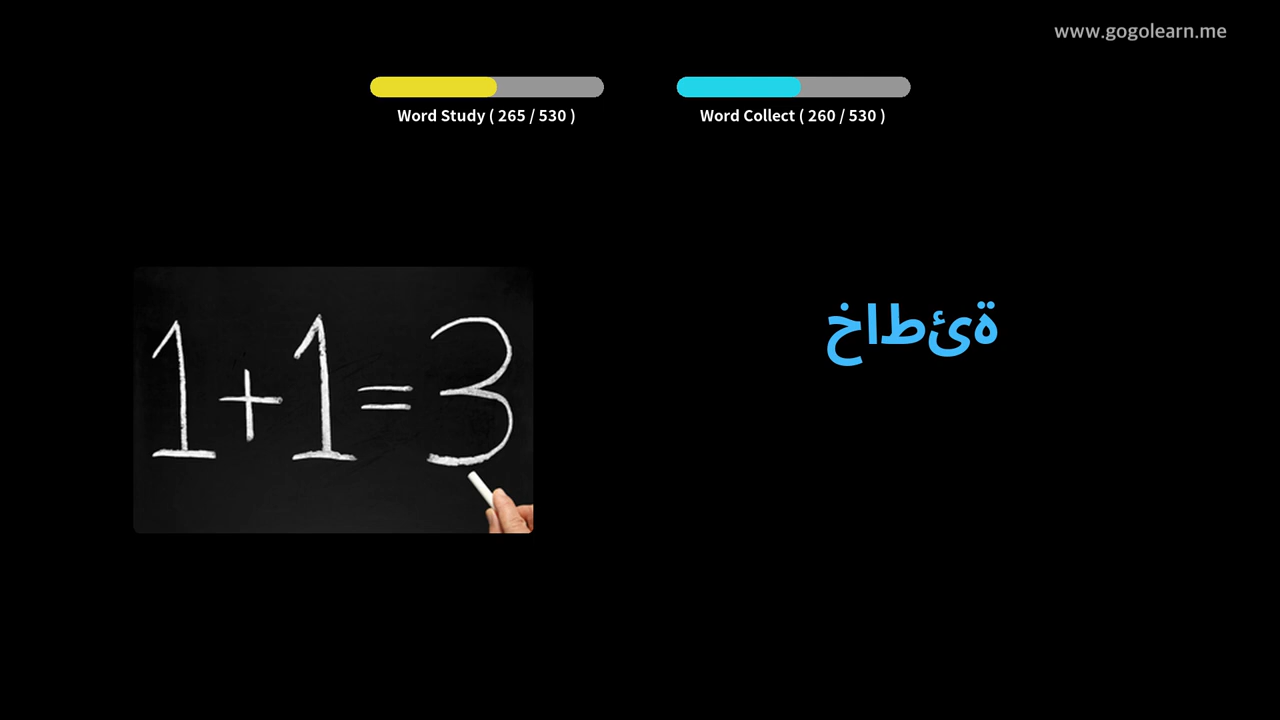 www.gogolearn.me
Word Study ( 265 / 530 )
Word Collect ( 260 / 530 )
1+1=3
خاطئة